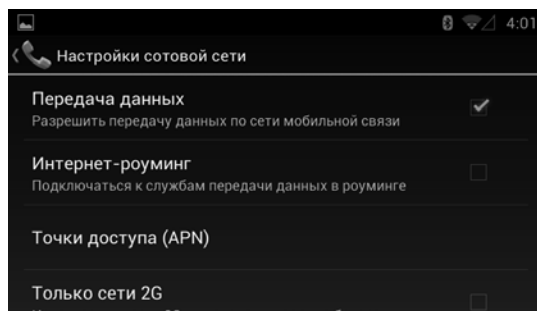 4:01
Настройки сотовой сети
Передача данных
Разрешить передачу данных по сети мобильной связи
Интернет-роуминг
Подключаться к службам передачи данных в роуминге
Точки доступа (APN)
Только сети 2G